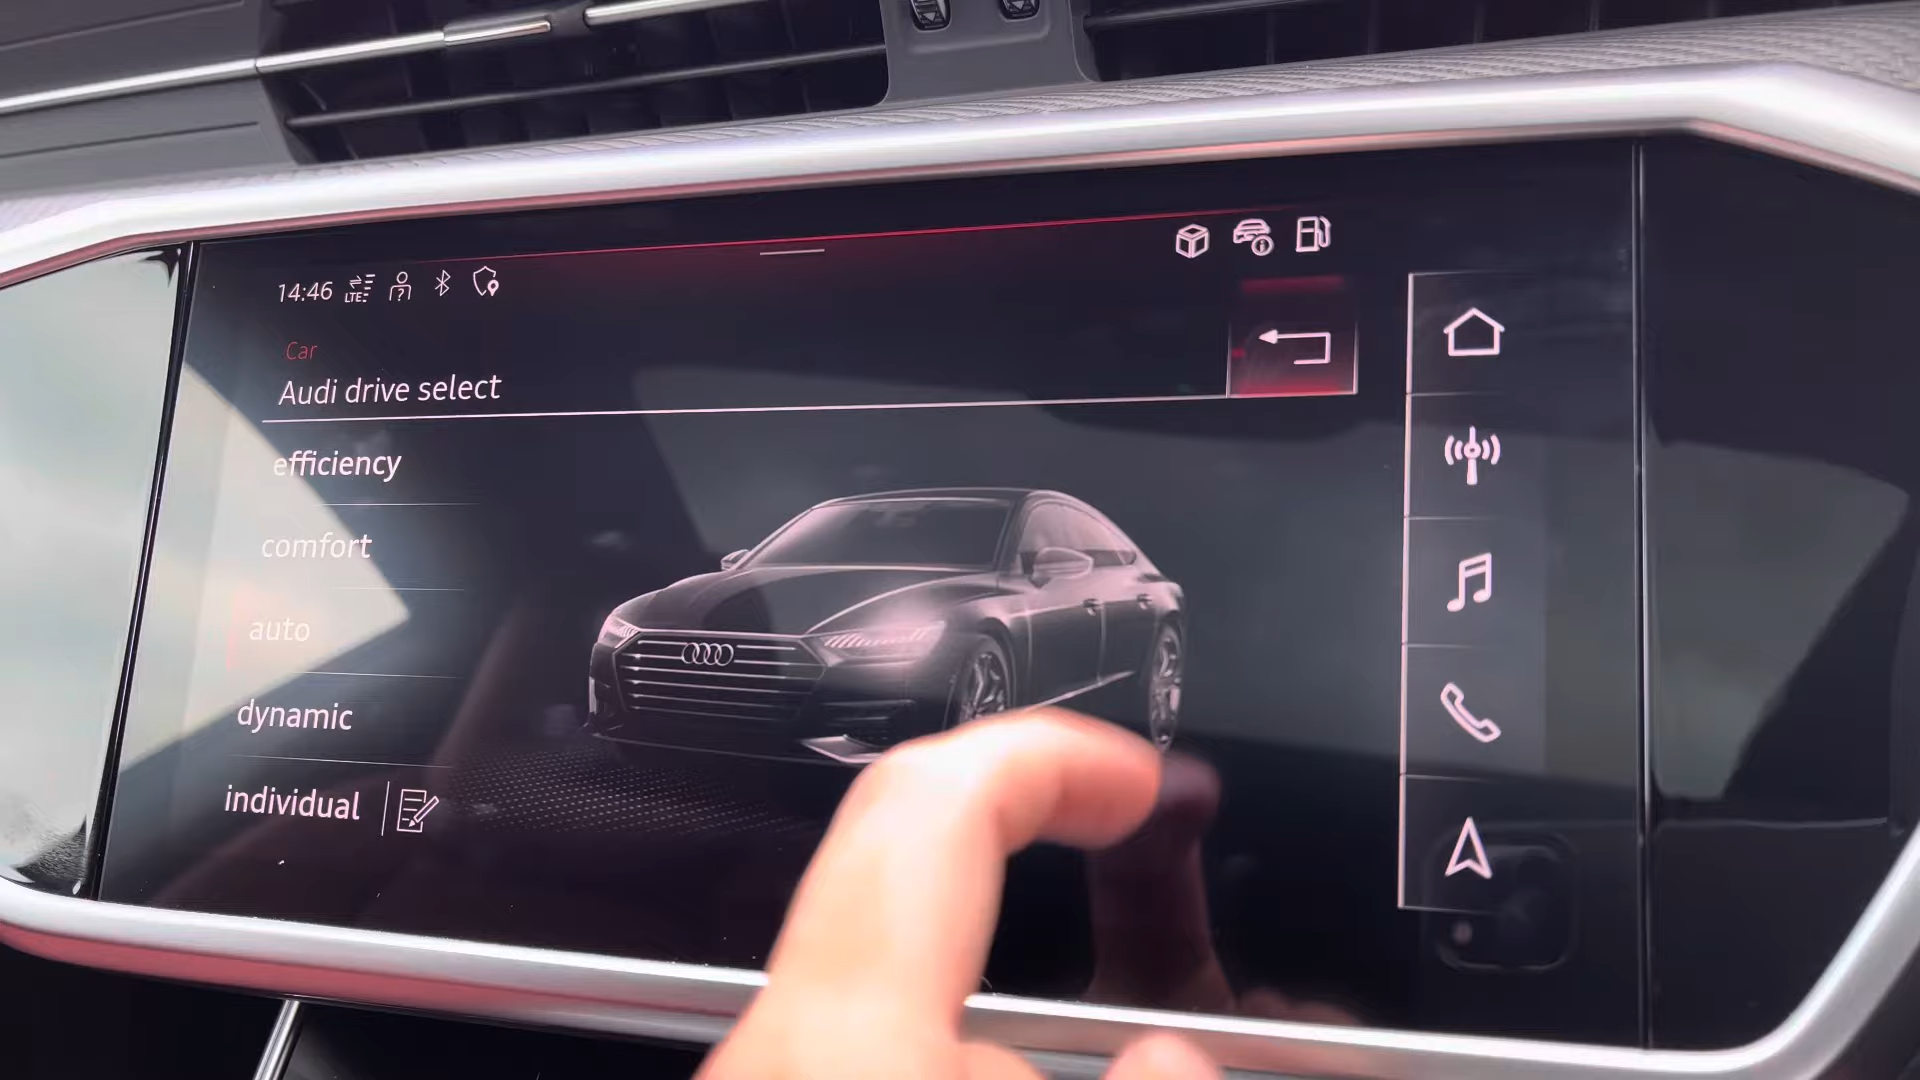 14:46 LTE
Car
Audi drive select
efficiency
comfort
auto
dynamic
individual